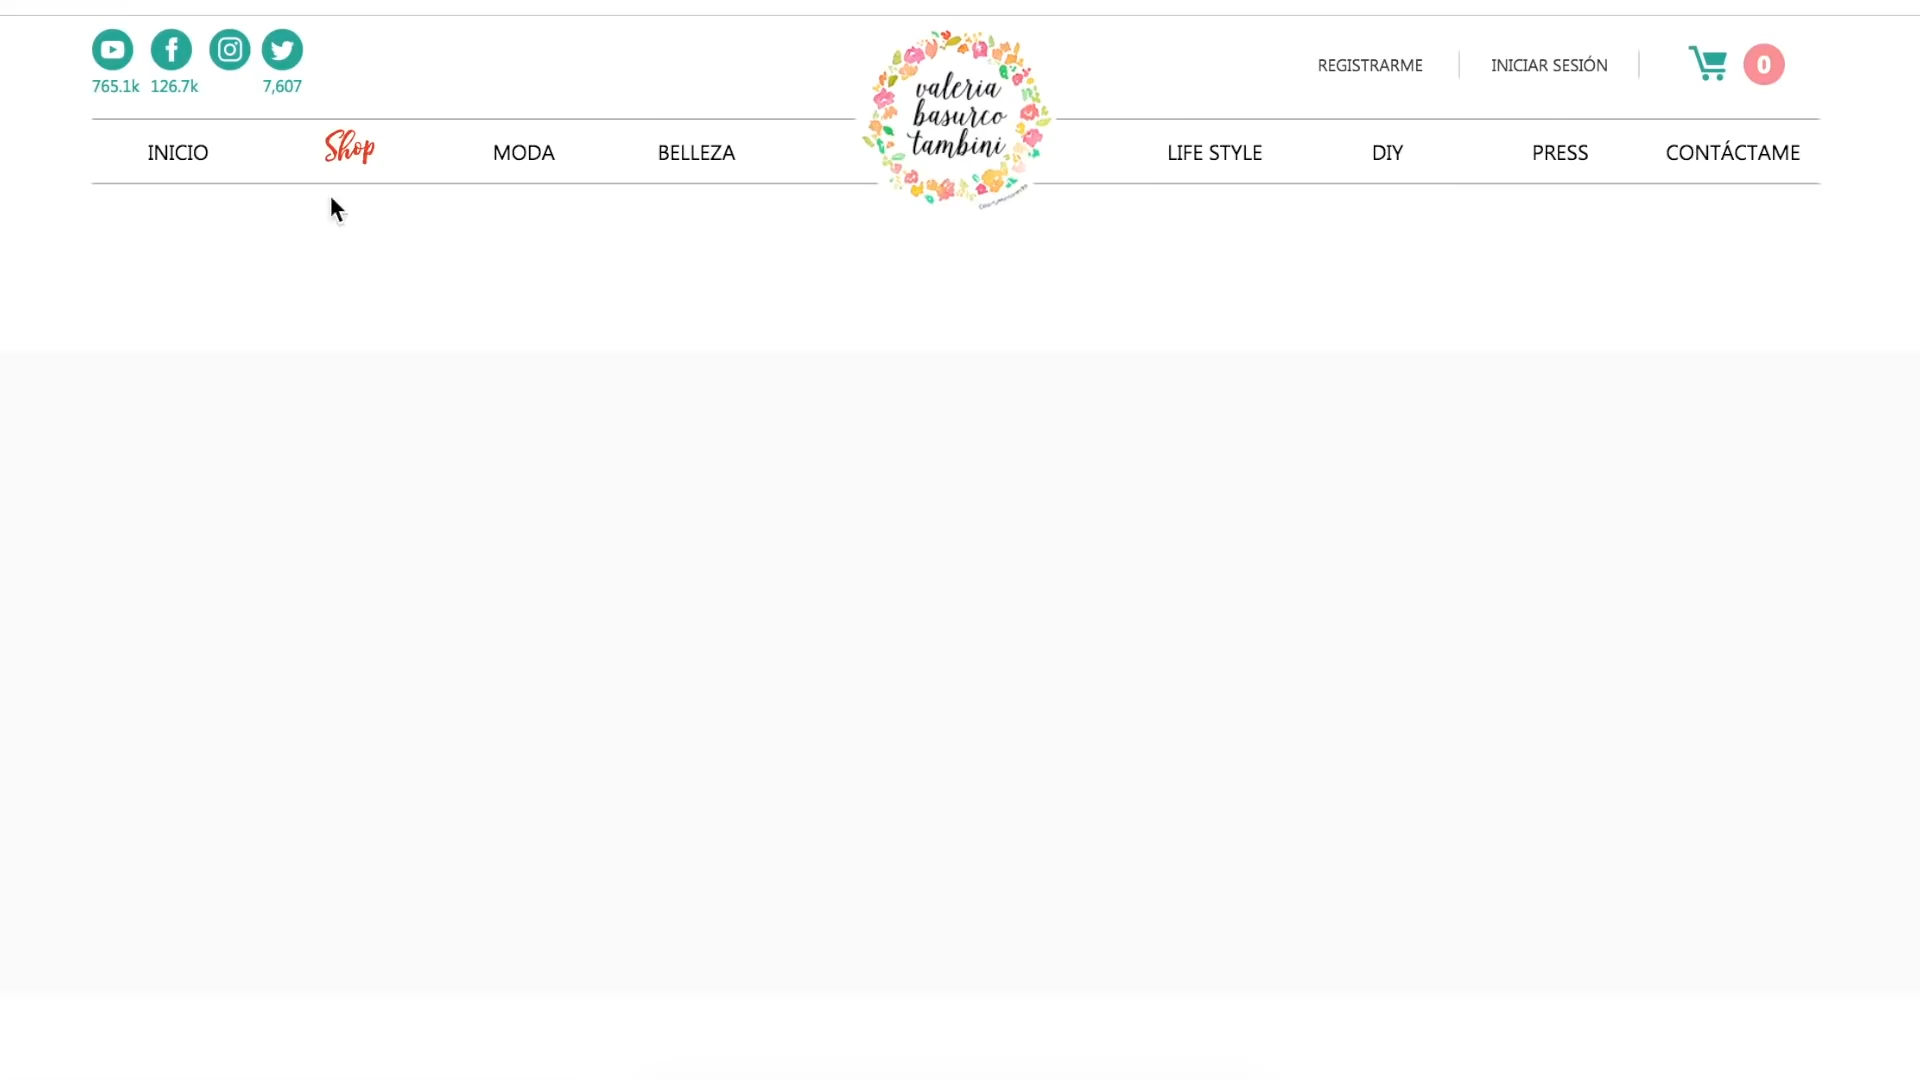 765.1k 126.7k 7,607
valeria
basurco
tambini
REGISTRARME INICIAR SESIÓN 0
INICIO Shop MODA BELLEZA LIFE STYLE DIY PRESS CONTÁCTAME